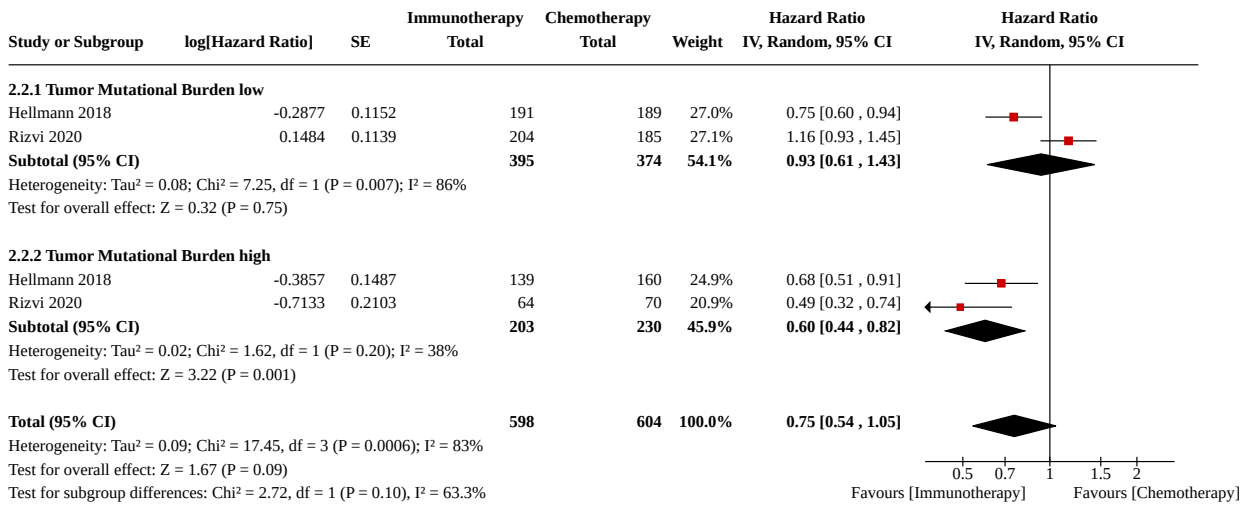 Immunotherapy Chemotherapy Hazard Ratio Hazard Ratio
Study or Subgroup log[Hazard Ratio] SE Total Total Weight IV, Random, 95% CI IV, Random, 95% CI
2.2.1 Tumor Mutational Burden low
Hellmann 2018 -0.2877 0.1152 191 189 27.0% 0.75 [0.60 , 0.94]
Rizvi 2020 0.1484 0.1139 204 185 27.1% 1.16 [0.93 , 1.45]
Subtotal (95% CI) 395 374 54.1% 0.93 [0.61 , 1.43]
Heterogeneity: Tau² = 0.08; Chi² = 7.25, df = 1 (P = 0.007); I² = 86%
Test for overall effect: Z = 0.32 (P = 0.75)
2.2.2 Tumor Mutational Burden high
Hellmann 2018 -0.3857 0.1487 139 160 24.9% 0.68 [0.51 , 0.91]
Rizvi 2020 -0.7133 0.2103 64 70 20.9% 0.49 [0.32 , 0.74]
Subtotal (95% CI) 203 230 45.9% 0.60 [0.44 , 0.82]
Heterogeneity: Tau² = 0.02; Chi² = 1.62, df = 1 (P = 0.20); I² = 38%
Test for overall effect: Z = 3.22 (P = 0.001)
Total (95% CI) 598 604 100.0% 0.75 [0.54 , 1.05]
Heterogeneity: Tau² = 0.09; Chi² = 17.45, df = 3 (P = 0.0006); I² = 83%
Test for overall effect: Z = 1.67 (P = 0.09) 0.5 0.7 1 1.5 2
Test for subgroup differences: Chi² = 2.72, df = 1 (P = 0.10), I² = 63.3% Favours [Immunotherapy] Favours [Chemotherapy]